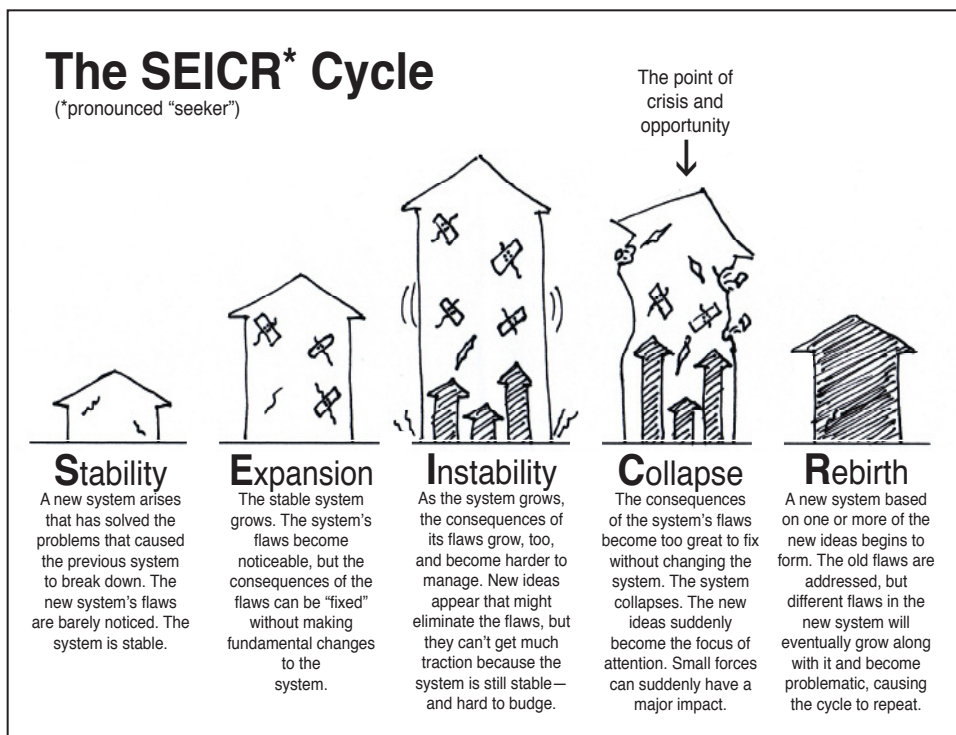 The SEICR* Cycle
(*pronounced “seeker”)
The point of
crisis and
opportunity
Stability
A new system arises
that has solved the
problems that caused
the previous system
to break down. The
new system’s flaws
are barely noticed. The
system is stable.
Expansion
The stable system
grows. The system’s
flaws become
noticeable, but the
consequences of the
flaws can be “fixed”
without making
fundamental changes
to the
system.
Instability
As the system grows,
the consequences of
its flaws grow, too,
and become harder to
manage. New ideas
appear that might
eliminate the flaws, but
they can’t get much
traction because the
system is still stable—
and hard to budge.
Collapse
The consequences
of the system’s flaws
become too great to fix
without changing the
system. The system
collapses. The new
ideas suddenly
become the focus of
attention. Small forces
can suddenly have a
major impact.
Rebirth
A new system based
on one or more of the
new ideas begins to
form. The old flaws are
addressed, but
different flaws in the
new system will
eventually grow along
with it and become
problematic, causing
the cycle to repeat.